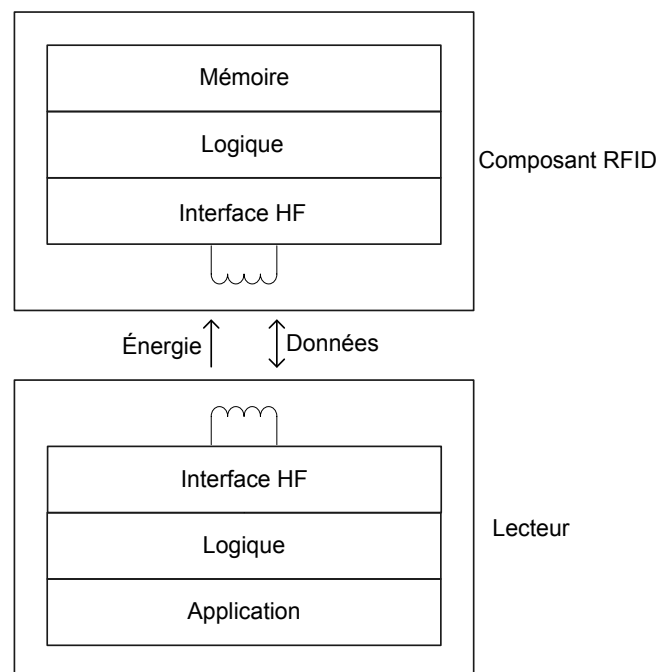 Mémoire
Logique
Composant RFID
Interface HF
Énergie
Données
Interface HF
Lecteur
Logique
Application